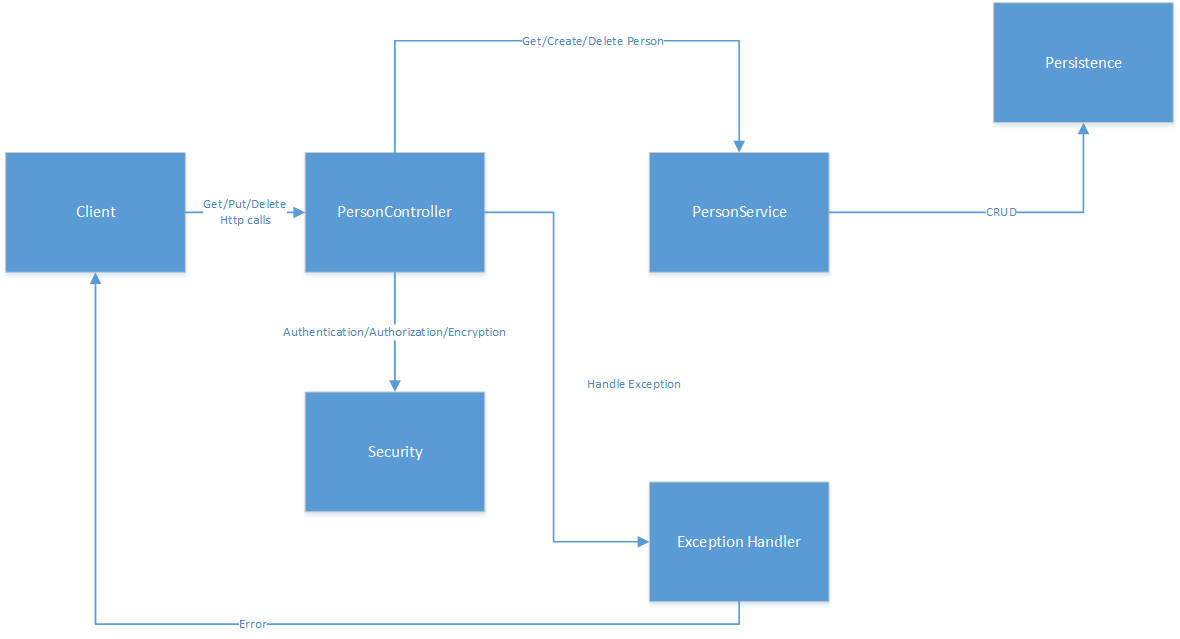 Get/Create/Delete Person
Persistence
Client
Get/Put/Delete
Http calls
PersonController
PersonService
CRUD
Authentication/Authorization/Encryption
Handle Exception
Security
Exception Handler
Error